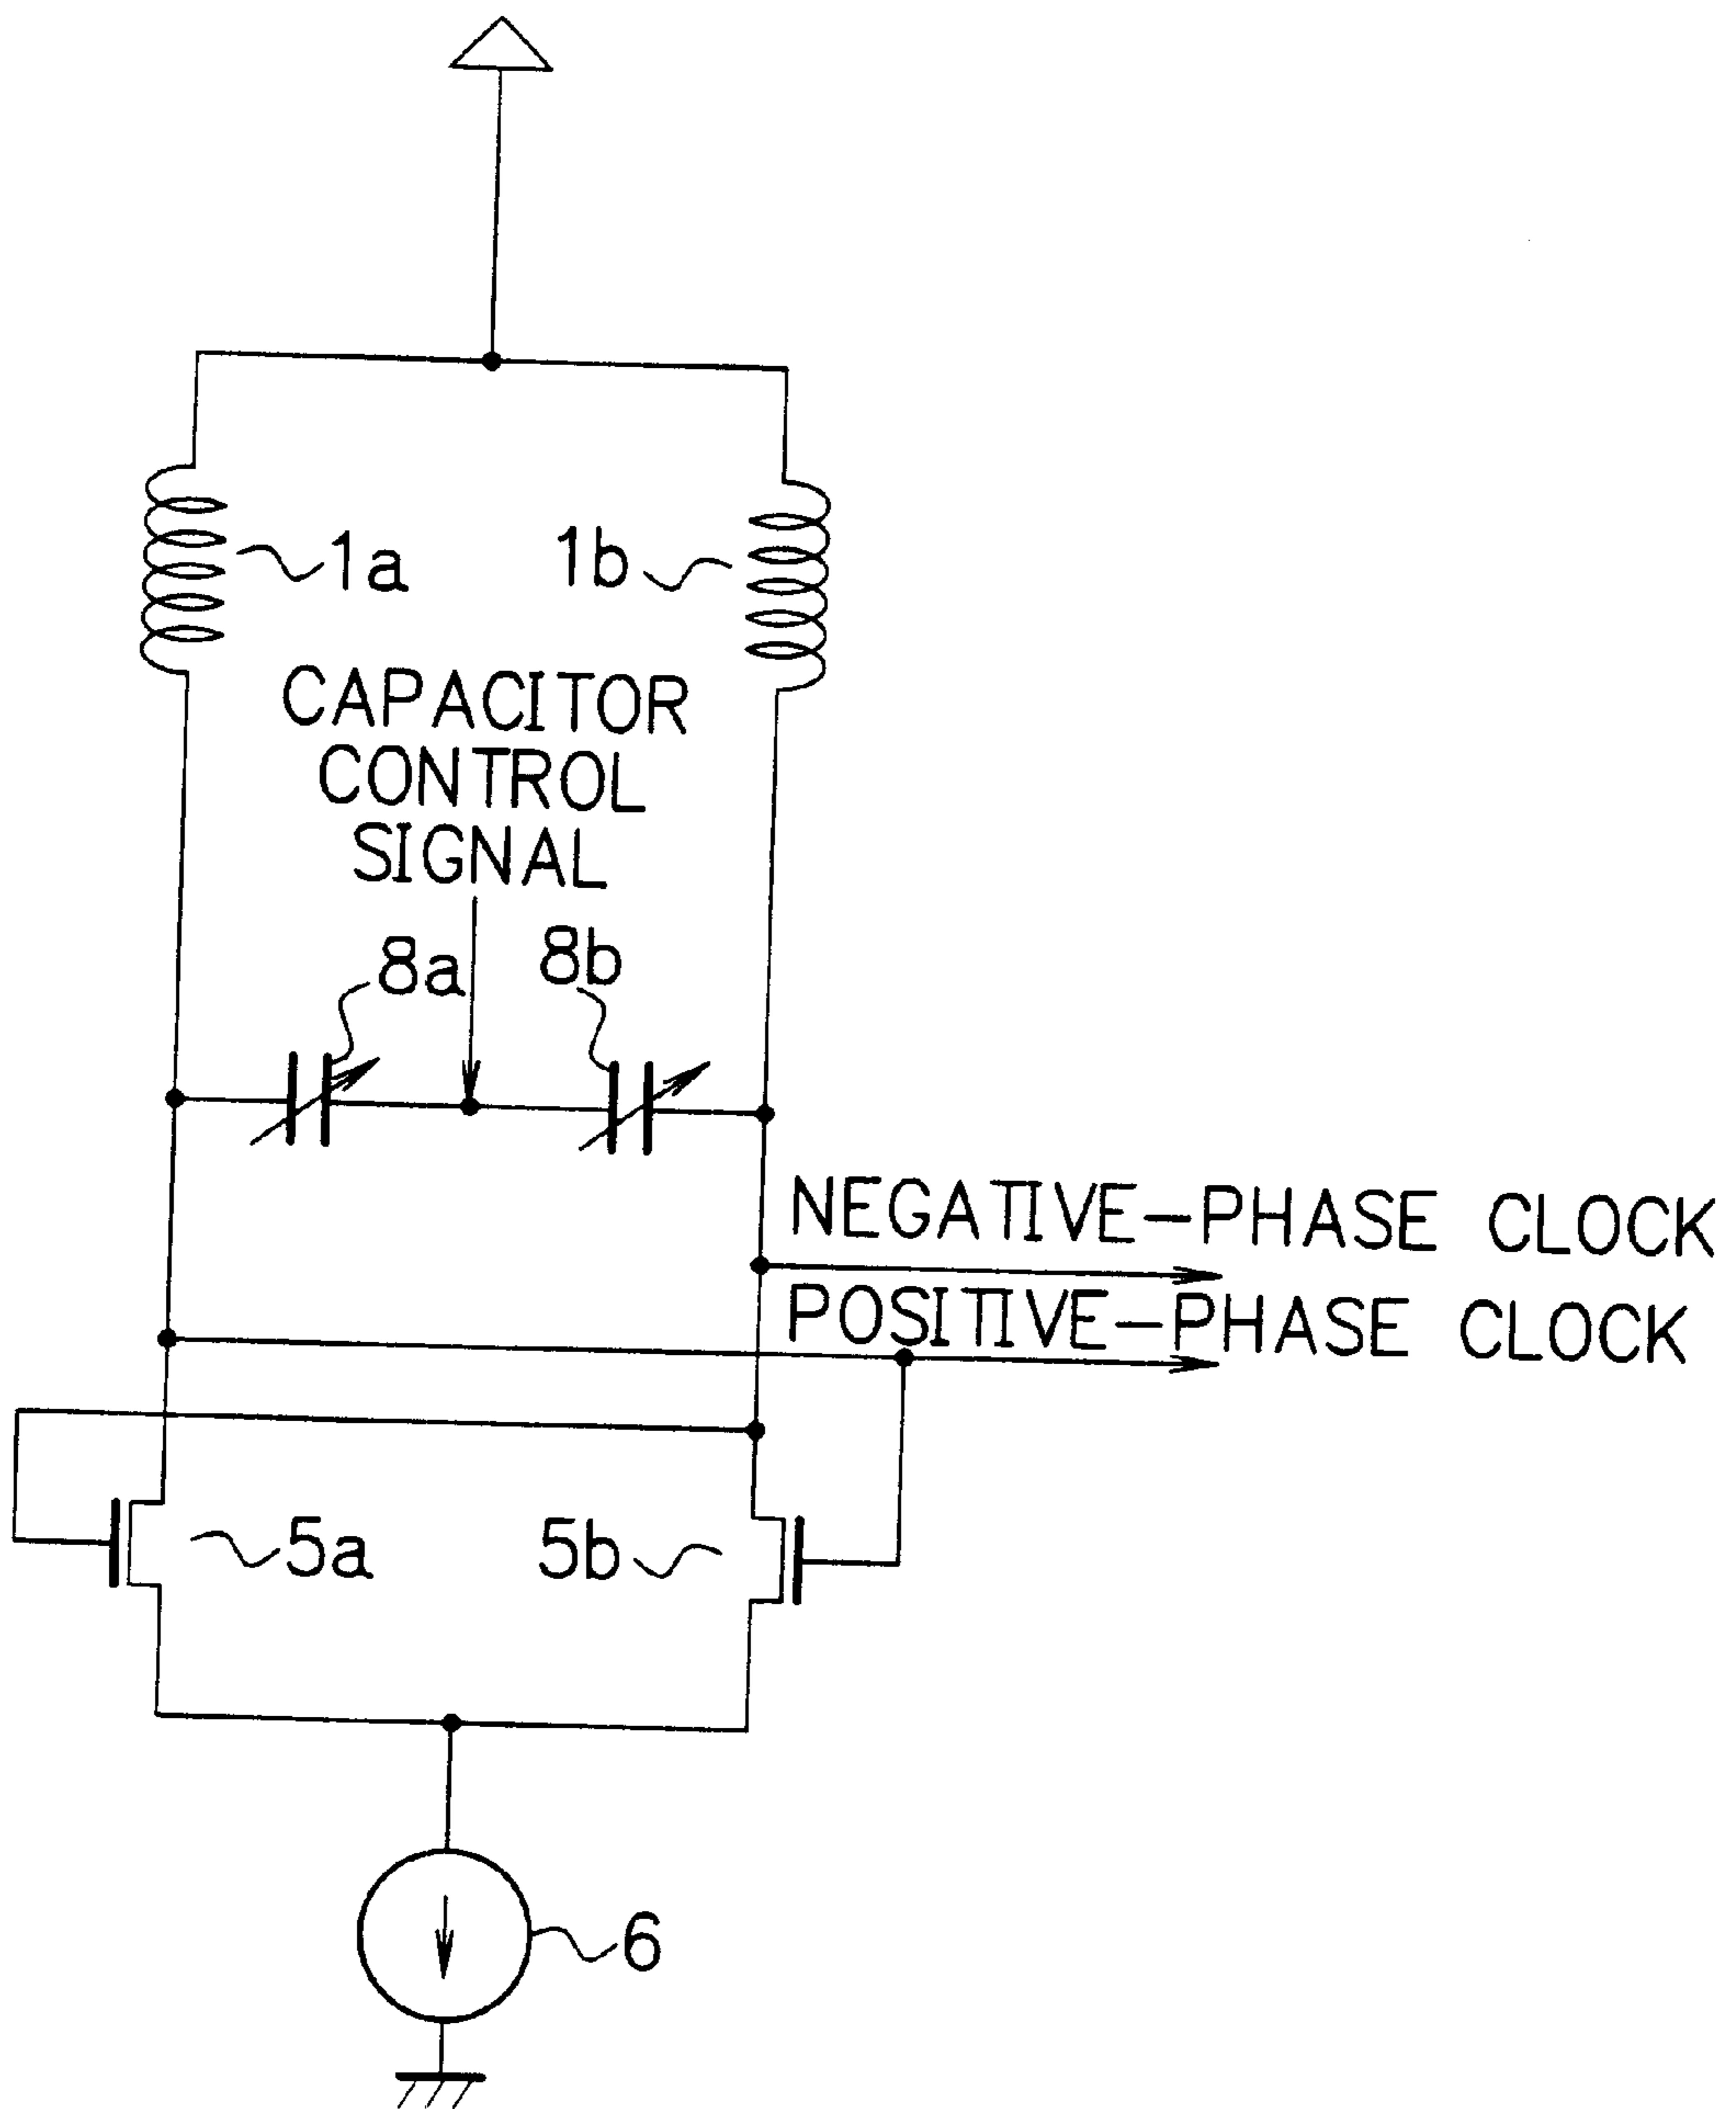 1a
1b
CAPACITOR
CONTROL
SIGNAL
8a
8b
NEGATIVE-PHASE CLOCK
POSITIVE-PHASE CLOCK
5a
5b
6